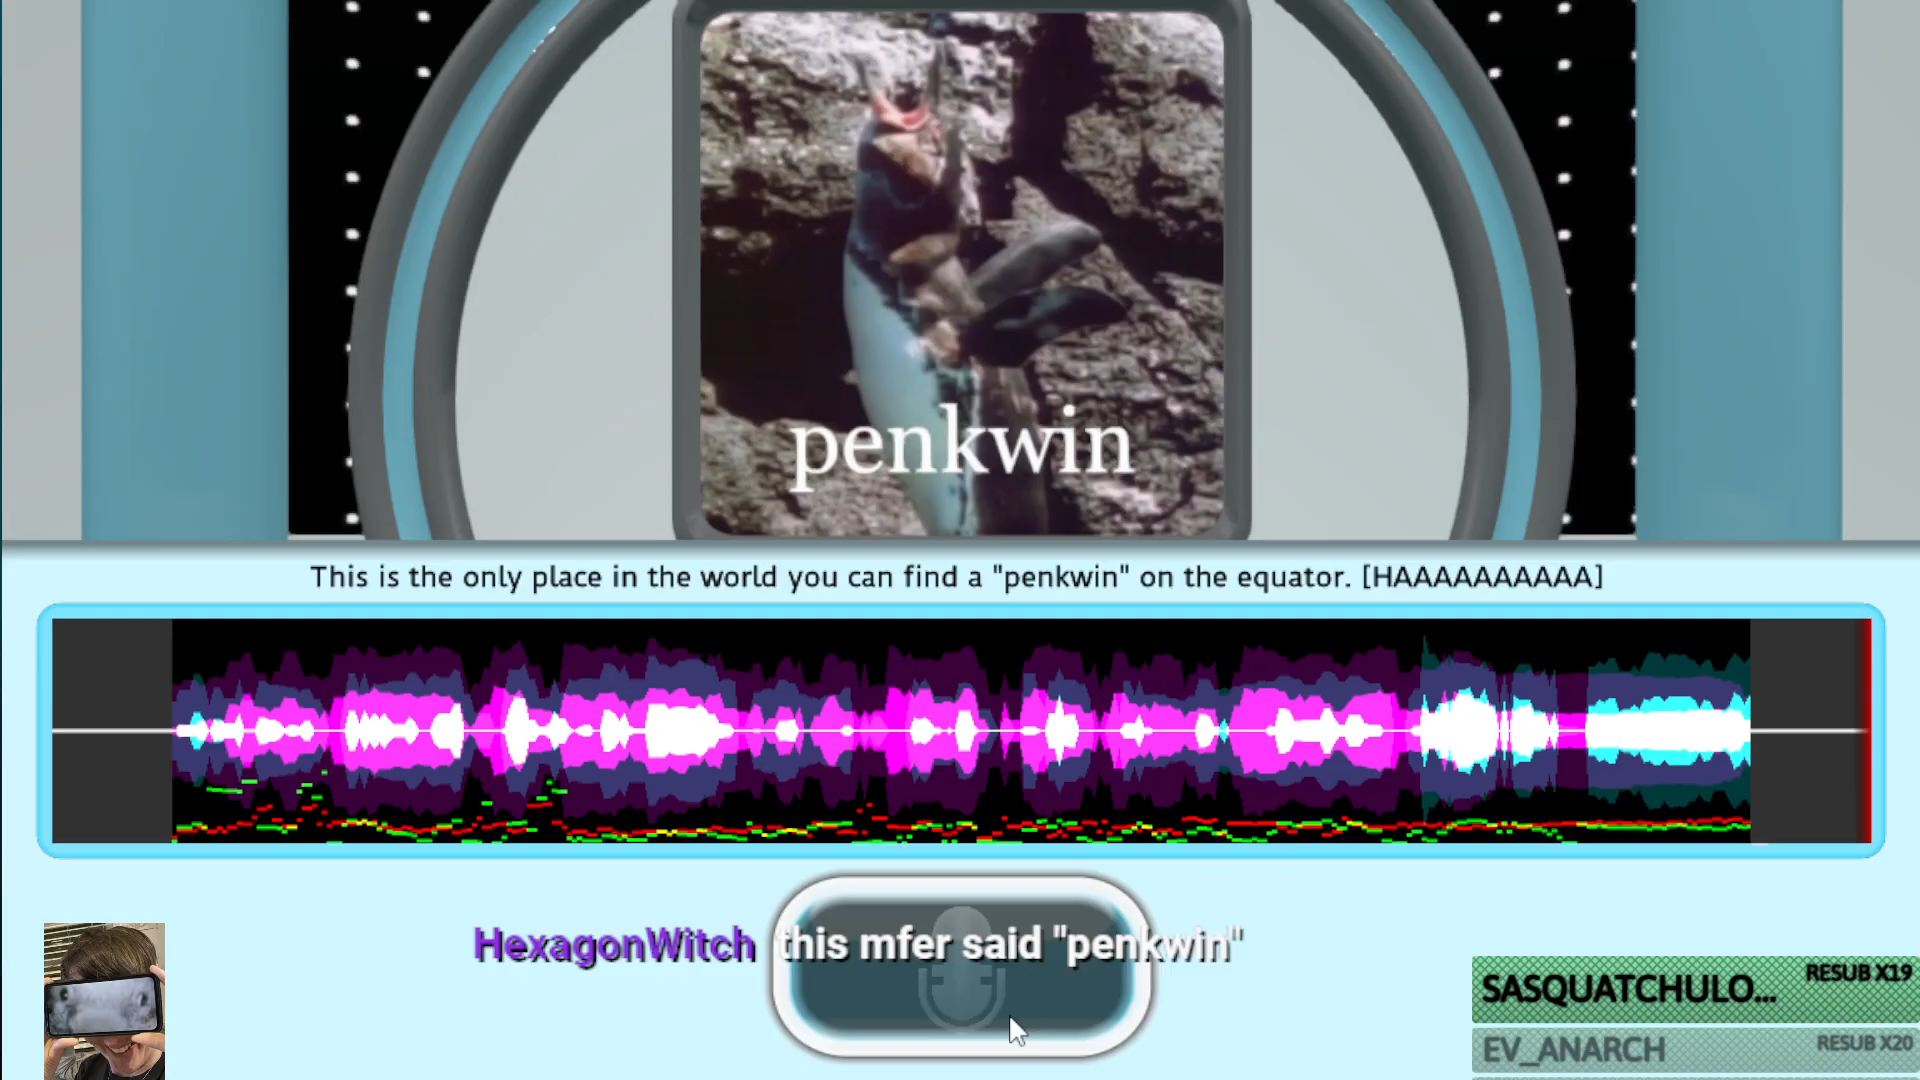 penkwin
This is the only place in the world you can find a "penkwin" on the equator. [HAAAAAAAAAA]
HexagonWitch this mfer said "penkwin"
SASQUATCHULO... RESUB X19
EV_ANARCH RESUB X20